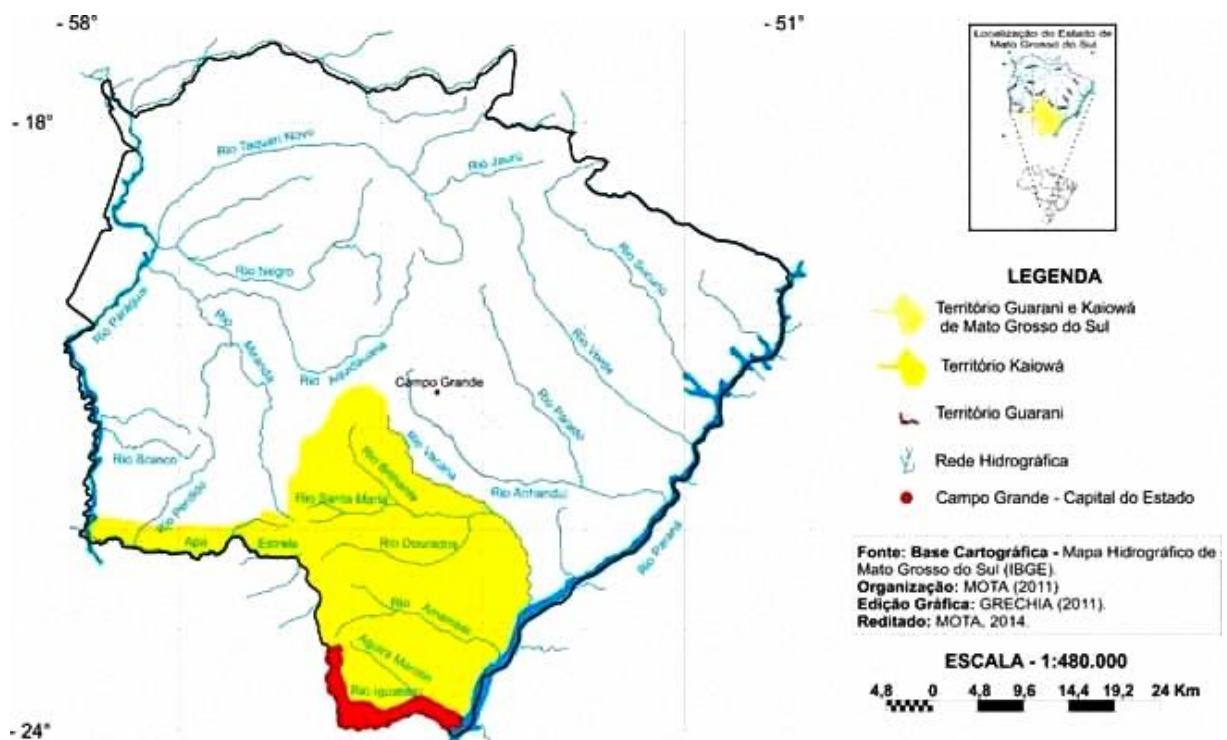 - 58°
- 51°
- 18°
- 24°
Localização do Estado de
Mato Grosso do Sul
Rio Taquari Novo
Rio Jauru
Rio Negro
Rio Sucuriú
Rio Paraguai
Rio
Miranda
Rio Aquidauana
Rio Verde
Campo Grande
Rio Pardo
Rio Vacaria
Rio Branco
Rio Brilhante
Rio Perdido
Rio Santa Maria
Rio Anhanduí
Apa
Estrela
Rio Dourados
Rio Paraná
Rio Amambai
Rio Iguatemi
LEGENDA
Território Guarani e Kaiowá
de Mato Grosso do Sul
Território Kaiowá
Território Guarani
Rede Hidrográfica
Campo Grande - Capital do Estado
Fonte: Base Cartográfica - Mapa Hidrográfico de
Mato Grosso do Sul (IBGE).
Organização: MOTA (2011)
Edição Gráfica: GRECHIA (2011).
Reditado: MOTA, 2014.
ESCALA - 1:480.000
4,8 0 4,8 9,6 14,4 19,2 24 Km